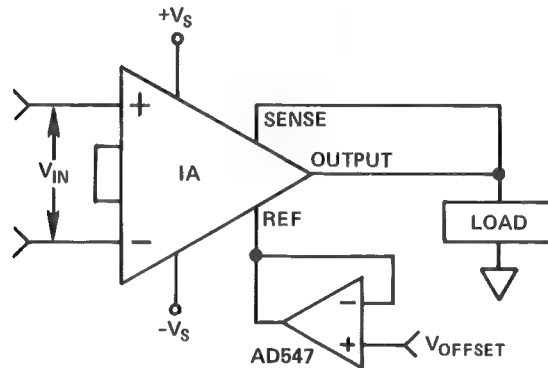 +VS
+
SENSE
OUTPUT
VIN
IA
REF
LOAD
−
−VS
−
+
AD547
VOFFSET